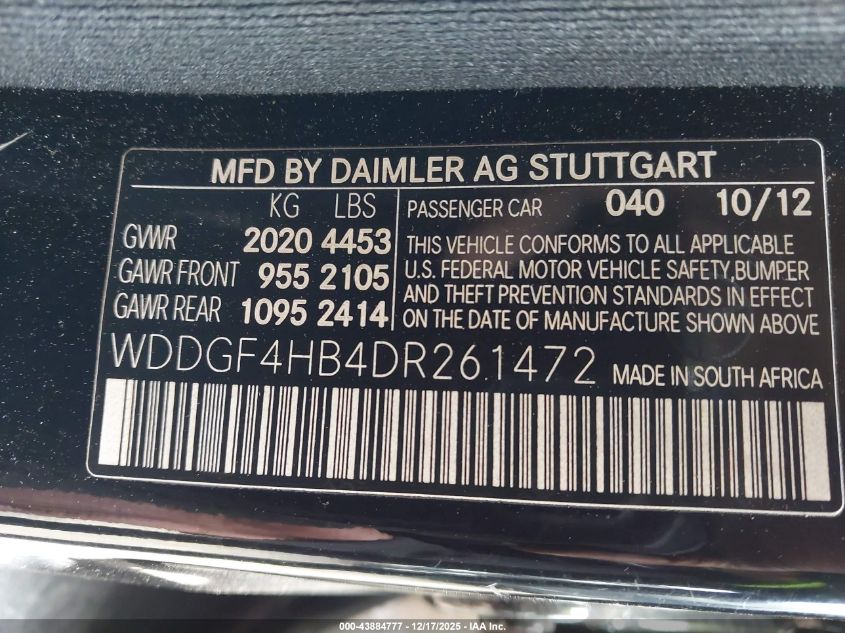 MFD BY DAIMLER AG STUTTGART
KG LBS
GVWR 2020 4453
GAWR FRONT 955 2105
GAWR REAR 1095 2414
PASSENGER CAR 040 10/12
THIS VEHICLE CONFORMS TO ALL APPLICABLE
U.S. FEDERAL MOTOR VEHICLE SAFETY,BUMPER
AND THEFT PREVENTION STANDARDS IN EFFECT
ON THE DATE OF MANUFACTURE SHOWN ABOVE
WDDGF4HB4DR261472 MADE IN SOUTH AFRICA
000-43884777 - 12/17/2025 - Copyright © IAA, Inc.